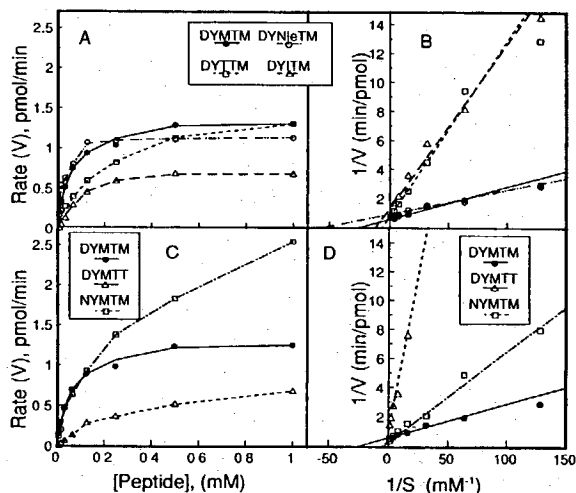 A
DYMTM DYNleTM
DYTTM DYITM
B
Rate (V), pmol/min
2.5
2
1.5
1
0.5
0
1/V (min/pmol)
14
12
10
8
6
4
2
C
DYMTM
DYMTT
NYMTM
D
DYMTM
DYMTT
NYMTM
Rate (V), pmol/min
2.5
2
1.5
1
0.5
0
1/V (min/pmol)
14
12
10
8
6
4
2
0 0 2 0 4 0 6 0 8 1 0
-50 0 50 100 150
[Peptide], (mM)
1/S (mM⁻¹)